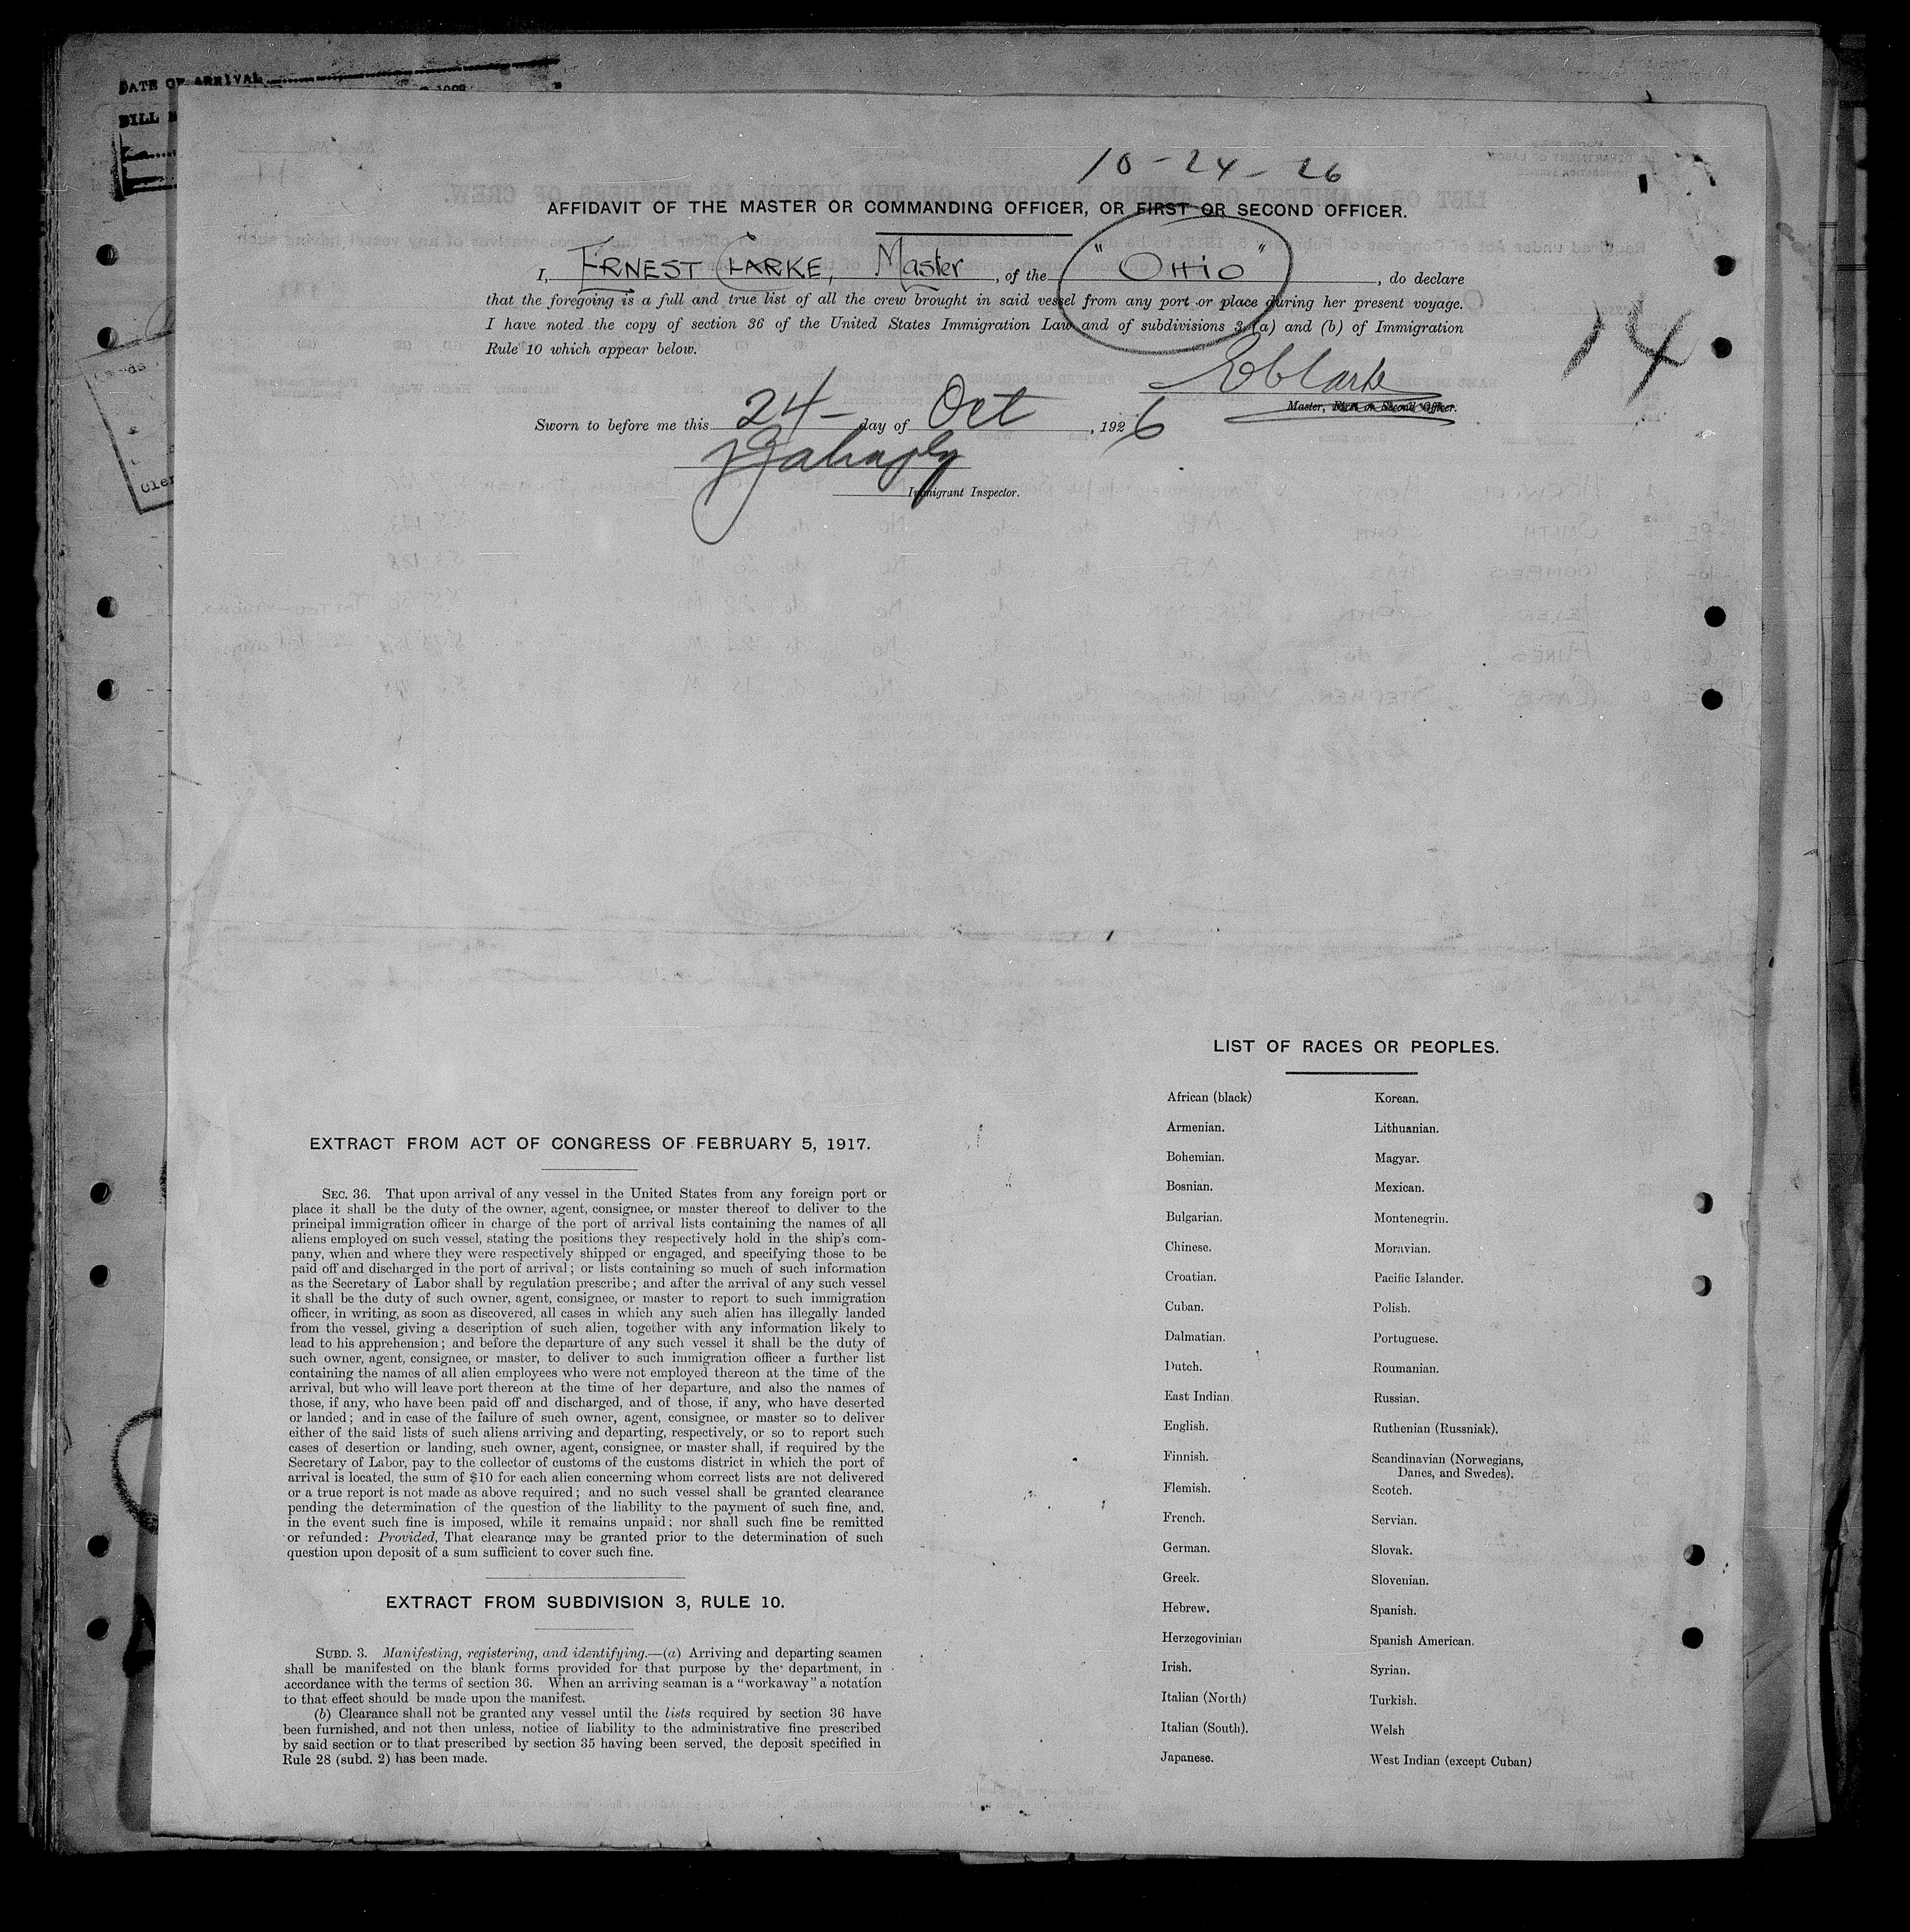 DATE OF ARRIVAL
BILL
10-24-26
AFFIDAVIT OF THE MASTER OR COMMANDING OFFICER, OR FIRST OR SECOND OFFICER.
I, ERNEST CLARKE, Master, of the "OHIO", do declare
that the foregoing is a full and true list of all the crew brought in said vessel from any port or place during her present voyage.
I have noted the copy of section 36 of the United States Immigration Law and of subdivisions 3 (a) and (b) of Immigration
Rule 10 which appear below.
14
EClarke
Master, First or Second Officer.
Sworn to before me this 24- day of Oct, 1926
Immigrant Inspector.
LIST OF RACES OR PEOPLES.
African (black)
Armenian.
Bohemian.
Bosnian.
Bulgarian.
Chinese.
Croatian.
Cuban.
Dalmatian.
Dutch.
East Indian
English.
Finnish.
Flemish.
French.
German.
Greek.
Hebrew.
Herzegovinian
Irish.
Italian (North)
Italian (South).
Japanese.
Korean.
Lithuanian.
Magyar.
Mexican.
Montenegrin.
Moravian.
Pacific Islander.
Polish.
Portuguese.
Roumanian.
Russian.
Ruthenian (Russniak).
Scandinavian (Norwegians,
Danes, and Swedes).
Scotch.
Servian.
Slovak.
Slovenian.
Spanish.
Spanish American.
Syrian.
Turkish.
Welsh
West Indian (except Cuban)
EXTRACT FROM ACT OF CONGRESS OF FEBRUARY 5, 1917.
SEC. 36. That upon arrival of any vessel in the United States from any foreign port or
place it shall be the duty of the owner, agent, consignee, or master thereof to deliver to the
principal immigration officer in charge of the port of arrival lists containing the names of all
aliens employed on such vessel, stating the positions they respectively hold in the ship's com-
pany, when and where they were respectively shipped or engaged, and specifying those to be
paid off and discharged in the port of arrival; or lists containing so much of such information
as the Secretary of Labor shall by regulation prescribe; and after the arrival of any such vessel
it shall be the duty of such owner, agent, consignee, or master to report to such immigration
officer, in writing, as soon as discovered, all cases in which any such alien has illegally landed
from the vessel, giving a description of such alien, together with any information likely to
lead to his apprehension; and before the departure of any such vessel it shall be the duty of
such owner, agent, consignee, or master, to deliver to such immigration officer a further list
containing the names of all alien employees who were not employed thereon at the time of the
arrival, but who will leave port thereon at the time of her departure, and also the names of
those, if any, who have been paid off and discharged, and of those, if any, who have deserted
or landed; and in case of the failure of such owner, agent, consignee, or master so to deliver
either of the said lists of such aliens arriving and departing, respectively, or so to report such
cases of desertion or landing, such owner, agent, consignee, or master shall, if required by the
Secretary of Labor, pay to the collector of customs of the customs district in which the port of
arrival is located, the sum of $10 for each alien concerning whom correct lists are not delivered
or a true report is not made as above required; and no such vessel shall be granted clearance
pending the determination of the question of the liability to the payment of such fine, and,
in the event such fine is imposed, while it remains unpaid; nor shall such fine be remitted
or refunded: Provided, That clearance may be granted prior to the determination of such
question upon deposit of a sum sufficient to cover such fine.
EXTRACT FROM SUBDIVISION 3, RULE 10.
SUBD. 3. Manifesting, registering, and identifying.—(a) Arriving and departing seamen
shall be manifested on the blank forms provided for that purpose by the department, in
accordance with the terms of section 36. When an arriving seaman is a "workaway" a notation
to that effect should be made upon the manifest.
(b) Clearance shall not be granted any vessel until the lists required by section 36 have
been furnished, and not then unless, notice of liability to the administrative fine prescribed
by said section or to that prescribed by section 35 having been served, the deposit specified in
Rule 28 (subd. 2) has been made.